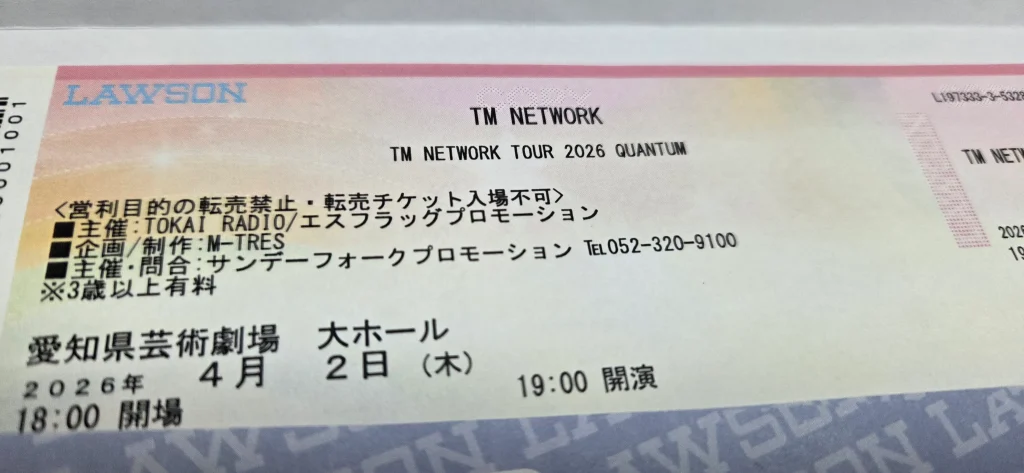 LAWSON
TM NETWORK
TM NETWORK TOUR 2026 QUANTUM
<営利目的の転売禁止・転売チケット入場不可>
■主催:TOKAI RADIO/エスフラッグプロモーション
■企画/制作:M-TRES
■主催・問合:サンデーフォークプロモーション ℡052-320-9100
※3歳以上有料
愛知県芸術劇場 大ホール
2026年 4月 2日 (木)
18:00 開場 19:00 開演
TM
2026